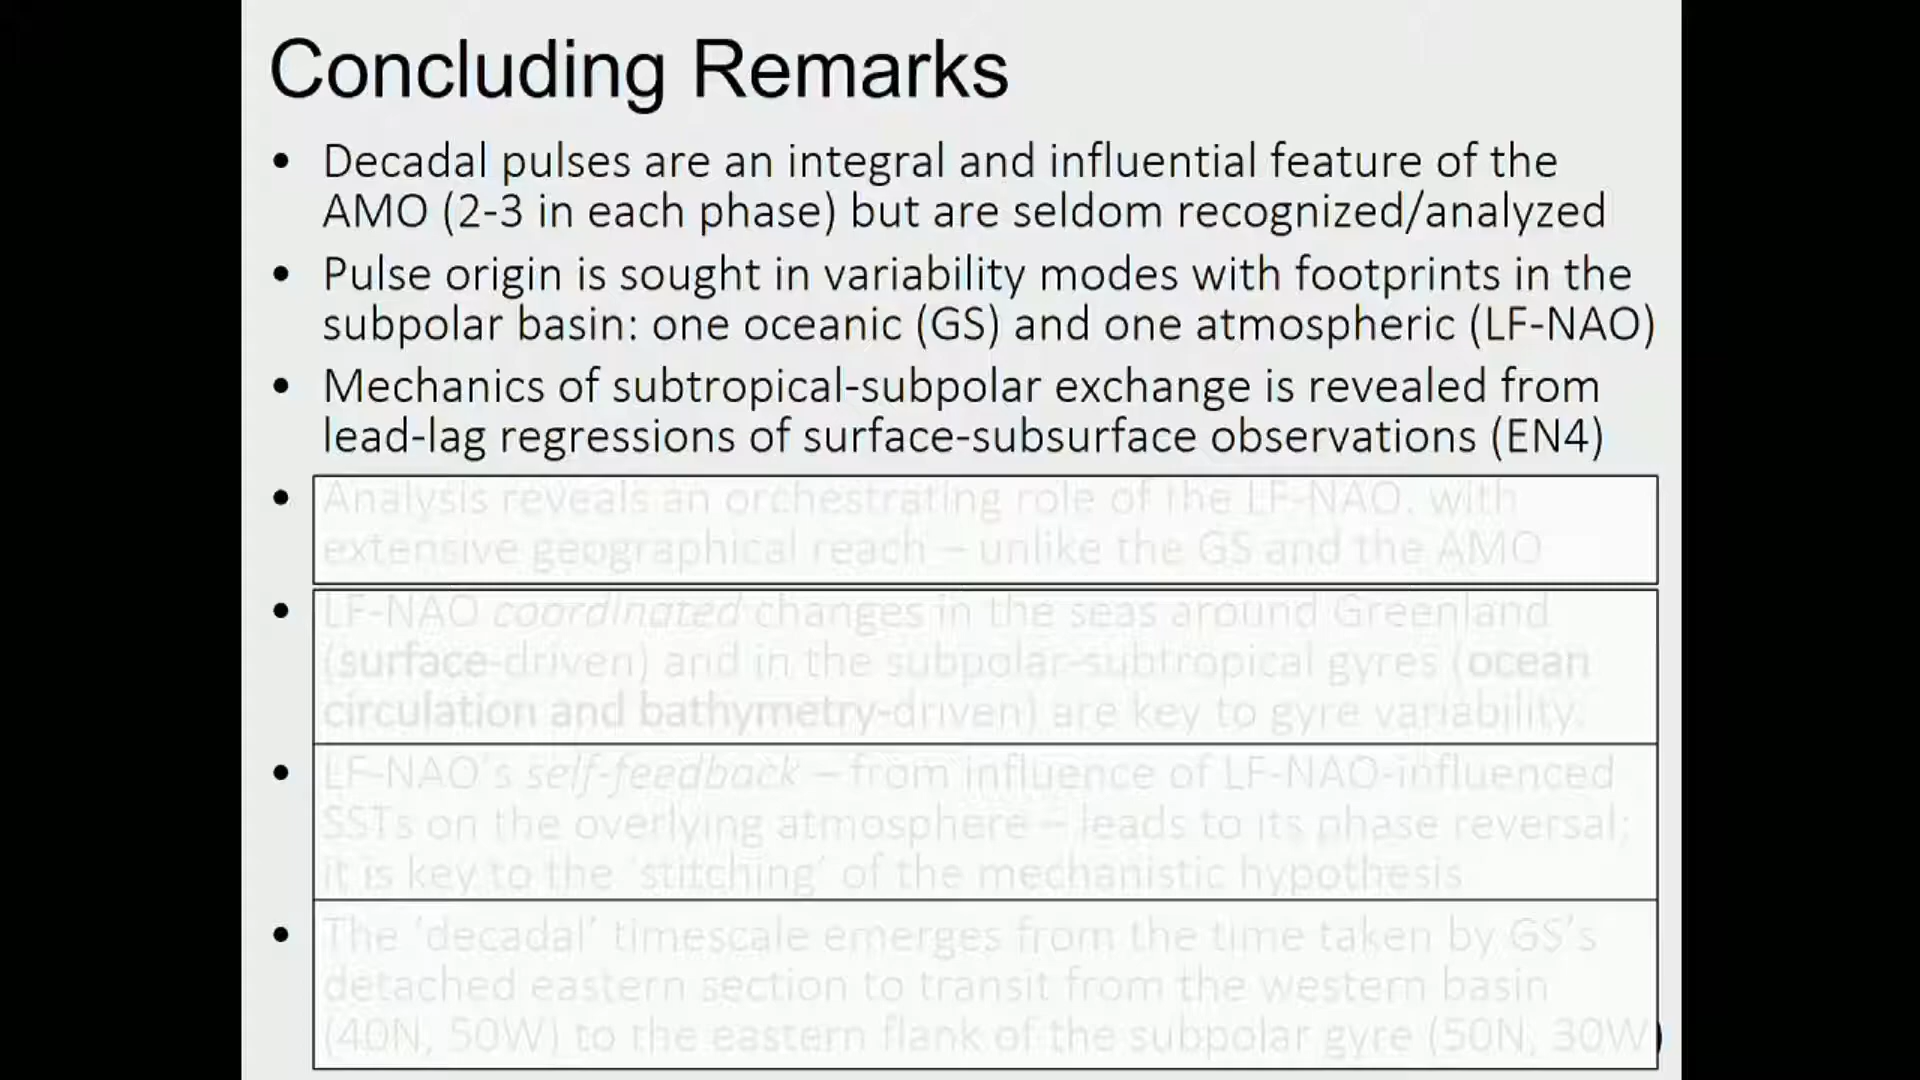 Concluding Remarks
• Decadal pulses are an integral and influential feature of the
AMO (2-3 in each phase) but are seldom recognized/analyzed
• Pulse origin is sought in variability modes with footprints in the
subpolar basin: one oceanic (GS) and one atmospheric (LF-NAO)
• Mechanics of subtropical-subpolar exchange is revealed from
lead-lag regressions of surface-subsurface observations (EN4)
• Analysis reveals an orchestrating role of the LF-NAO, with
extensive geographical reach – unlike the GS and the AMO
• LF-NAO coordinated changes in the seas around Greenland
(surface-driven) and in the subpolar-subtropical gyres (ocean
circulation and bathymetry-driven) are key to gyre variability.
• LF-NAO's self-feedback – from influence of LF-NAO-influenced
SSTs on the overlying atmosphere – leads to its phase reversal;
it is key to the 'stitching' of the mechanistic hypothesis
• The 'decadal' timescale emerges from the time taken by GS's
detached eastern section to transit from the western basin
(40N, 50W) to the eastern flank of the subpolar gyre (50N, 30W)